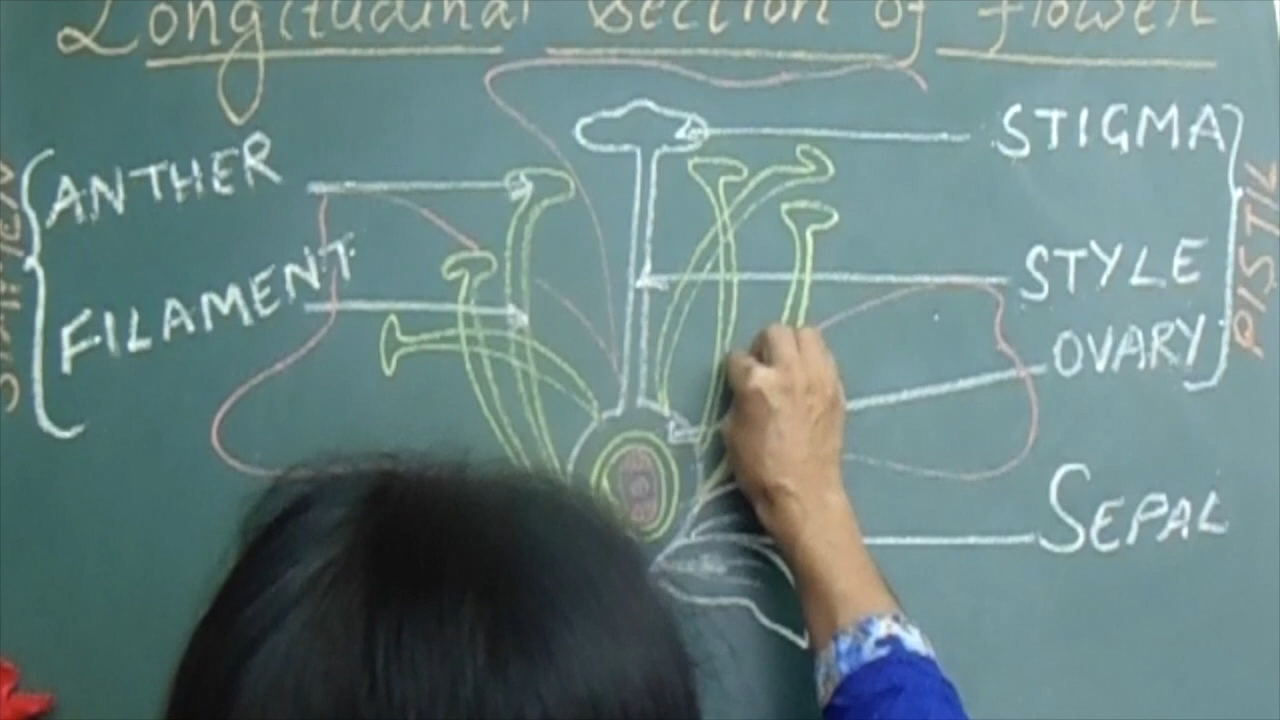 Longitudinal Section of flower
STAMEN
ANTHER
FILAMENT
STIGMA
STYLE
OVARY
PISTIL
SEPAL